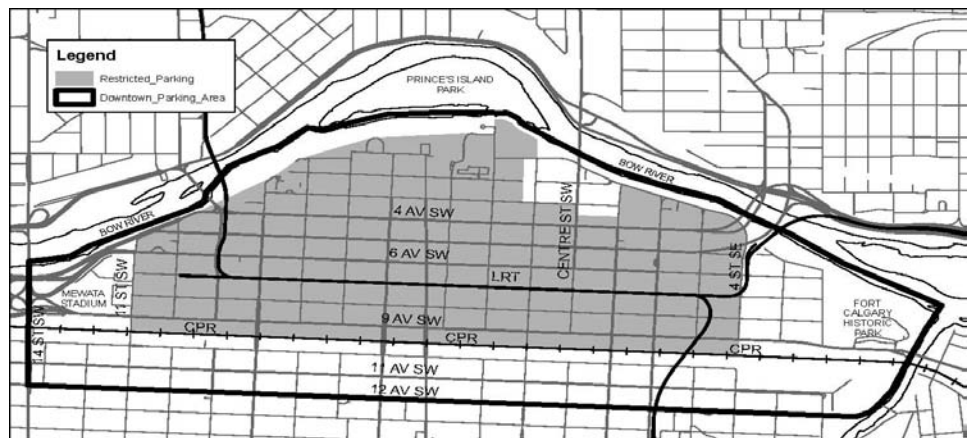 Legend
Restricted_Parking
Downtown_Parking_Area
PRINCE'S ISLAND
PARK
BOW RIVER
BOW RIVER
4 AV SW
CENTRE ST SW
6 AV SW
LRT
4 ST SE
11 ST SW
MEWATA
STADIUM
9 AV SW
FORT
CALGARY
HISTORIC
PARK
14 ST SW
CPR
CPR
CPR
11 AV SW
12 AV SW